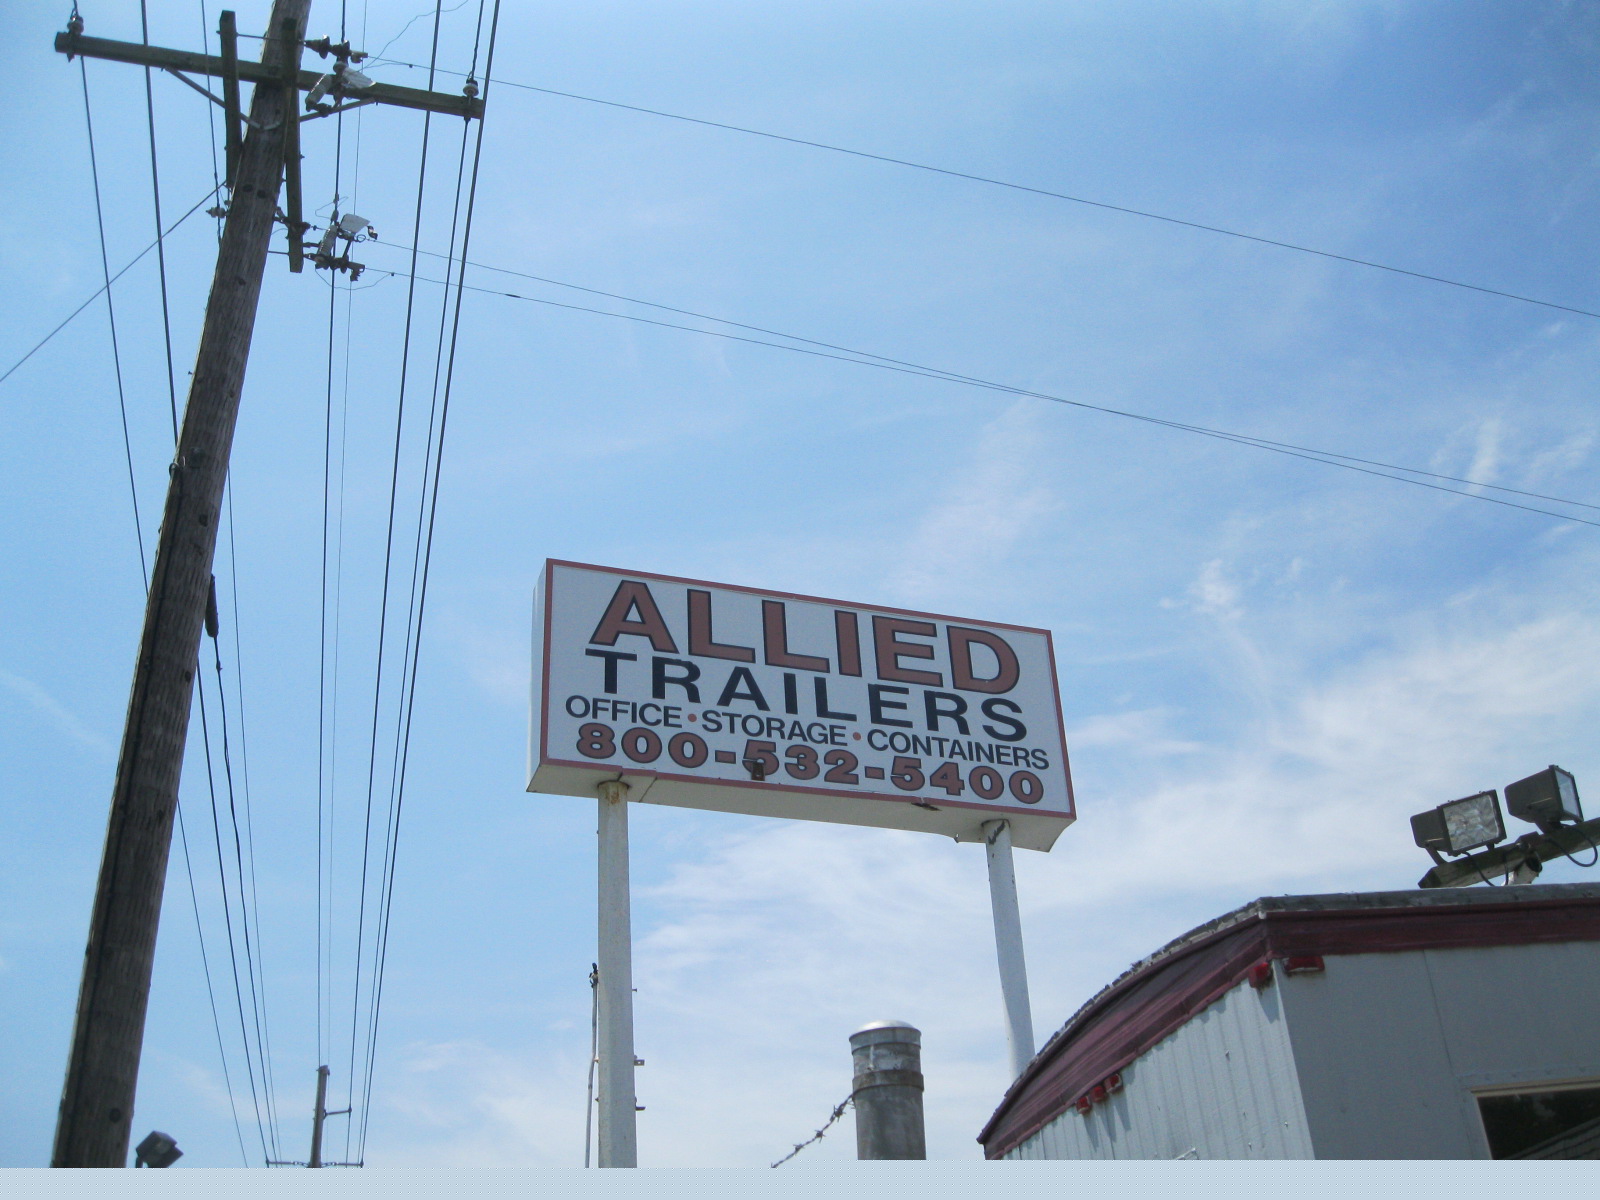 ALLIED
TRAILERS
OFFICE • STORAGE • CONTAINERS
800-532-5400